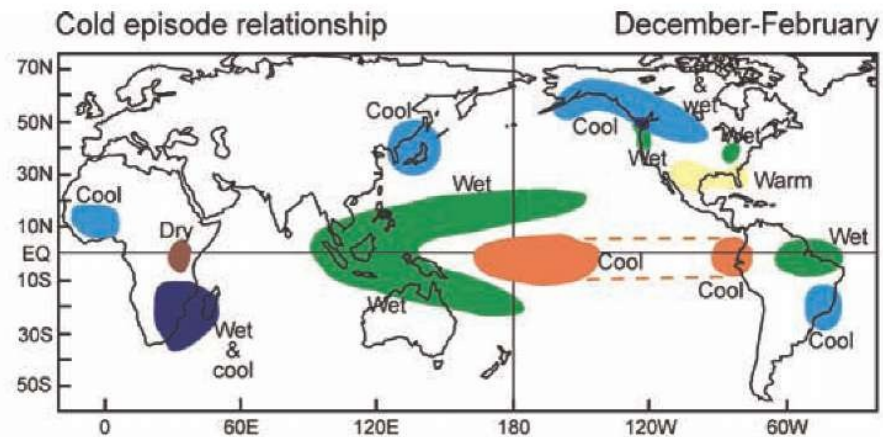 Cold episode relationship
December-February
70N
50N
30N
10N
EQ
10S
30S
50S
Cool
Cool
& 
wet
Cool
Wet
Wet
Warm
Wet
Cool
Dry
Wet
Cool
Cool
Wet
Wet
&
cool
Cool
0
60E
120E
180
120W
60W